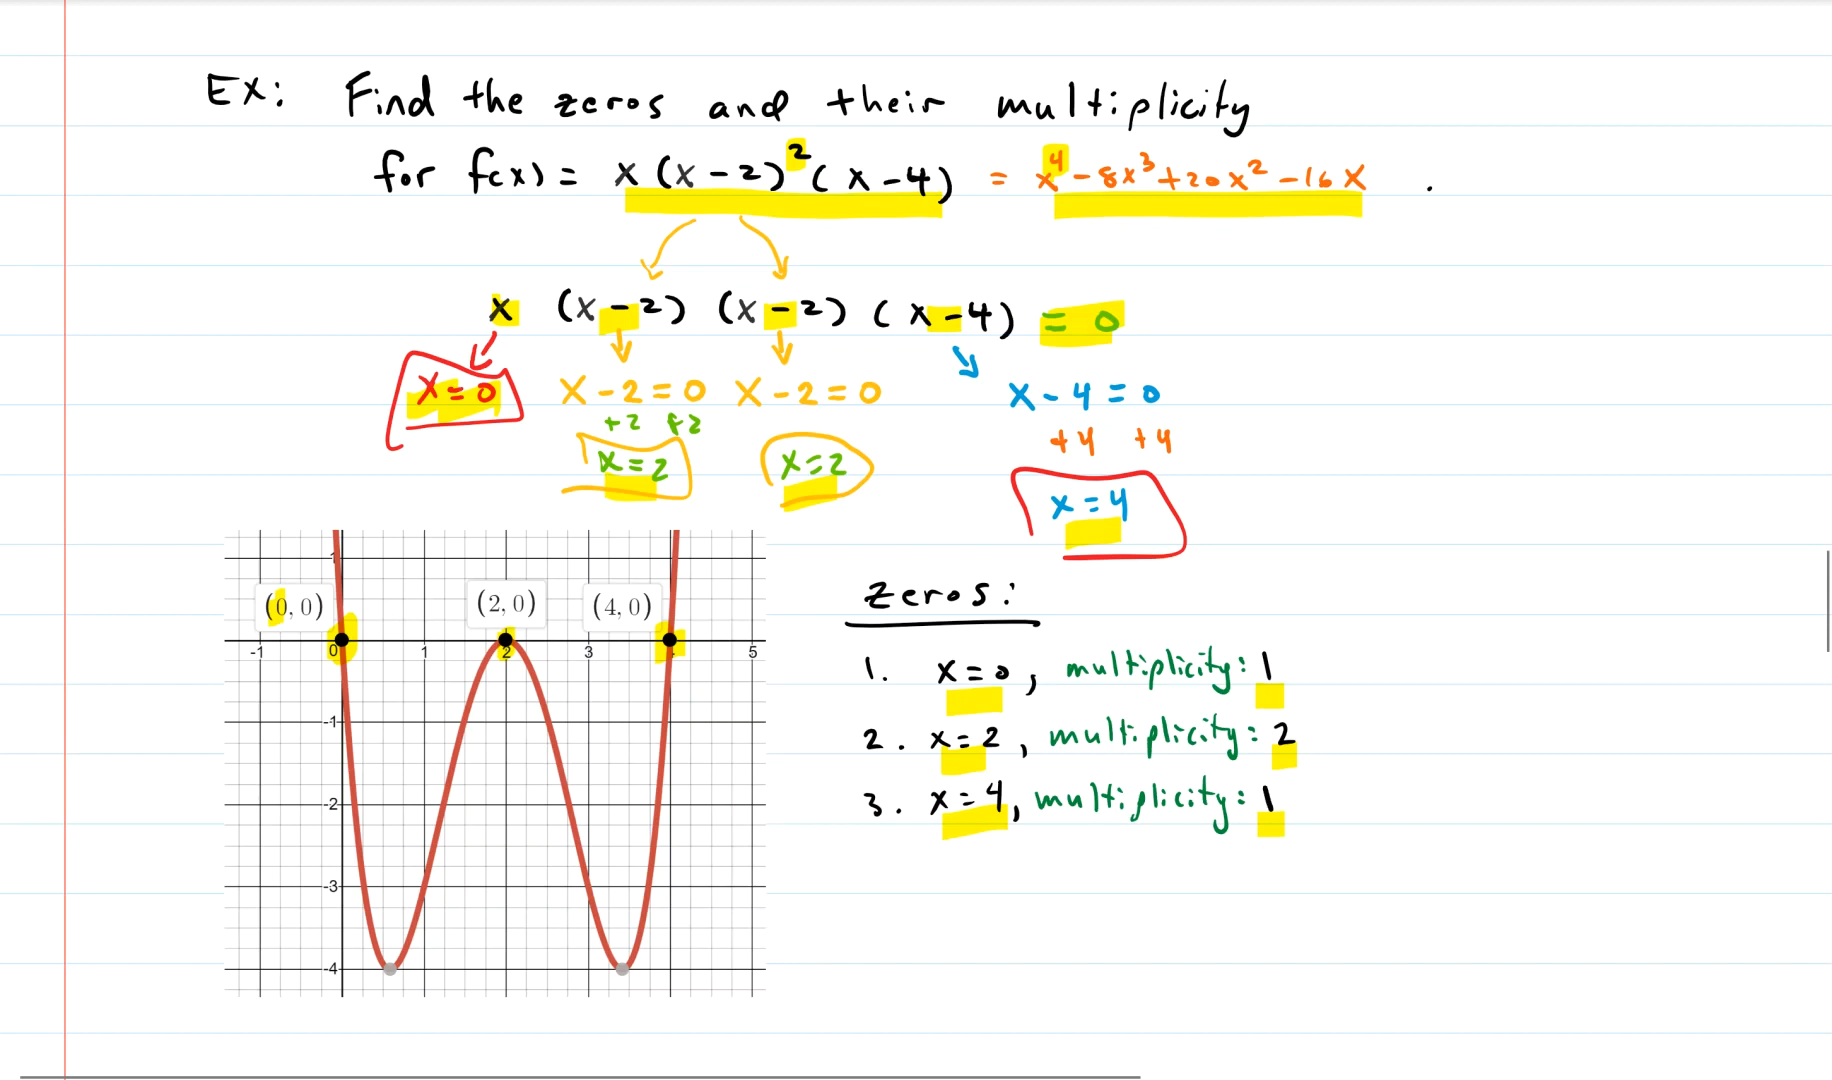 Ex: Find the zeros and their multiplicity
for f(x) = x (x - 2)² (x - 4) = x⁴ - 8x³ + 20x² - 16x .
x (x - 2) (x - 2) (x - 4) = 0
x = 0 x - 2 = 0 x - 2 = 0 x - 4 = 0
+2 +2 +4 +4
x = 2 x = 2 x = 4
zeros:
1. x = 0, multiplicity: 1
2. x = 2, multiplicity: 2
3. x = 4, multiplicity: 1
1
(0, 0) (2, 0) (4, 0)
-1 0 1 2 3 5
-1
-2
-3
-4